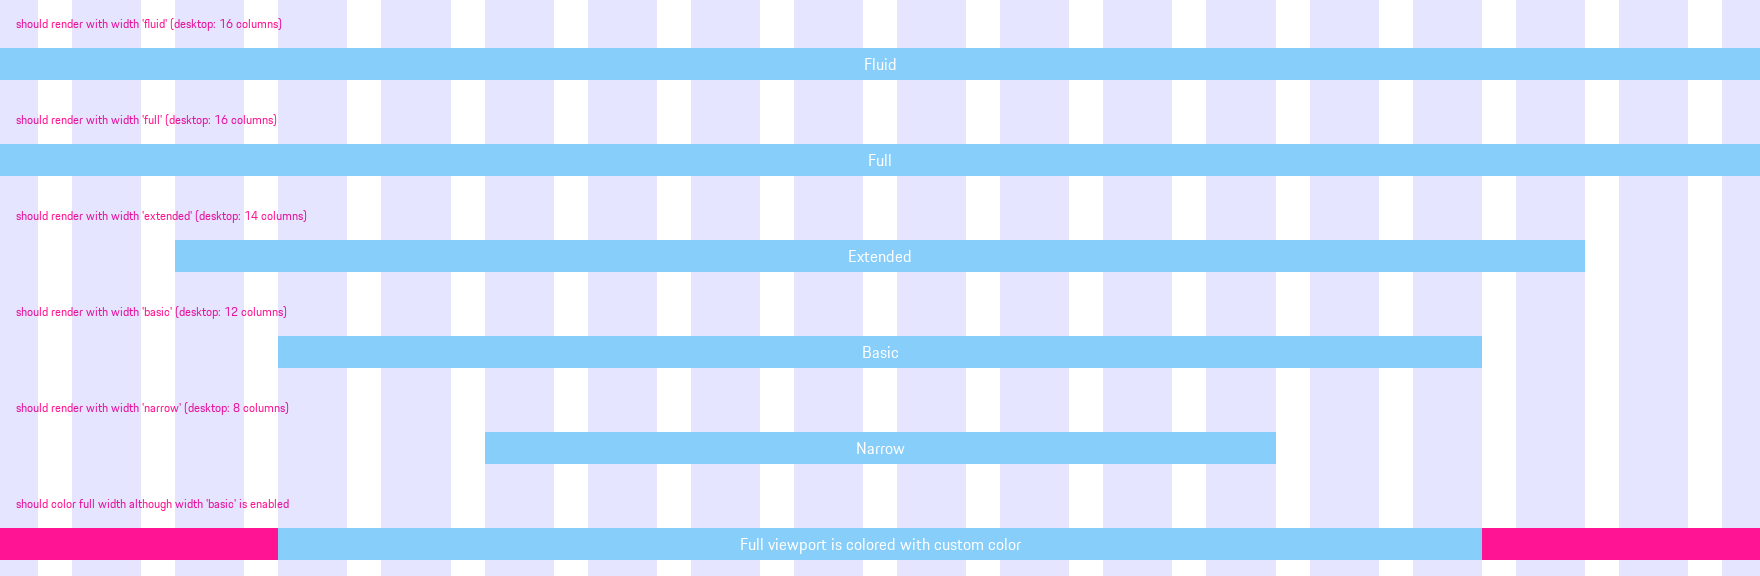 should render with width 'fluid' (desktop: 16 columns)
Fluid
should render with width 'full' (desktop: 16 columns)
Full
should render with width 'extended' (desktop: 14 columns)
Extended
should render with width 'basic' (desktop: 12 columns)
Basic
should render with width 'narrow' (desktop: 8 columns)
Narrow
should color full width although width 'basic' is enabled
Full viewport is colored with custom color